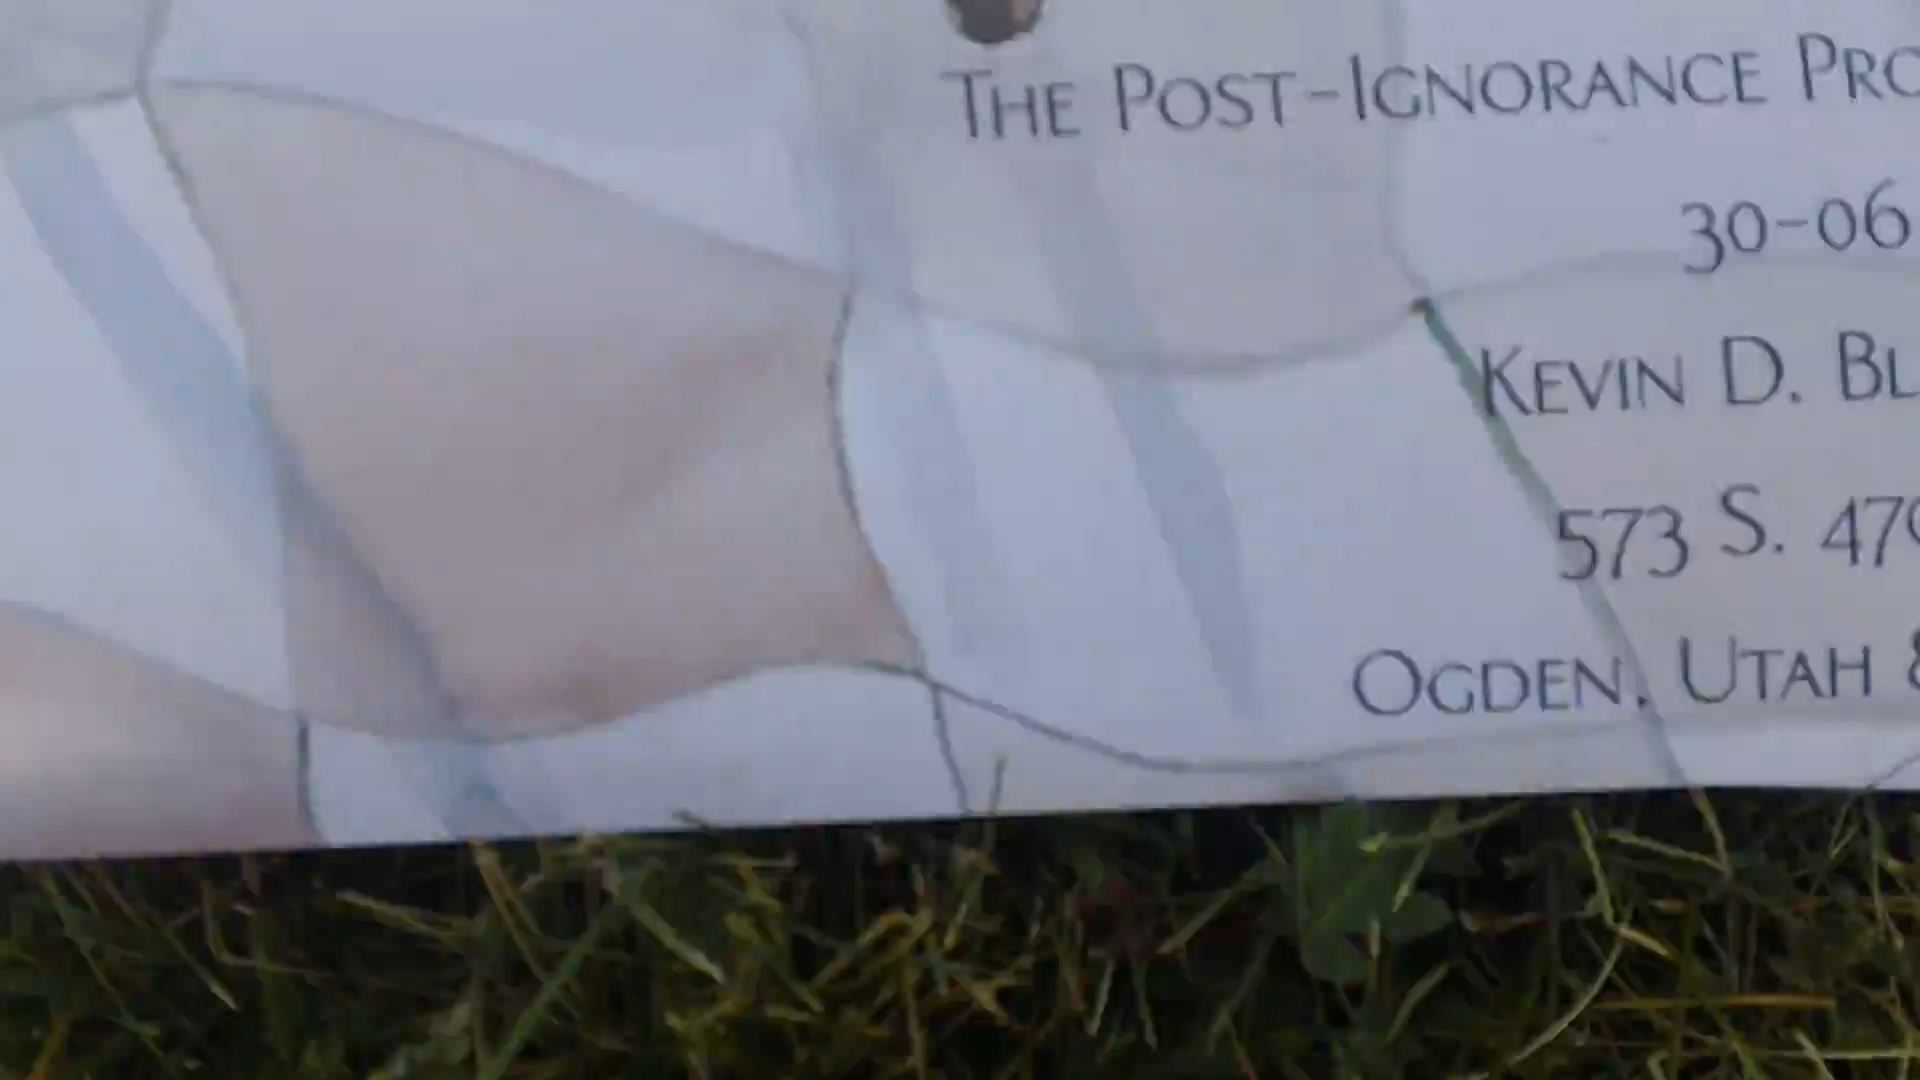 THE POST-IGNORANCE PRO
30-06
KEVIN D. BL
573 S. 47
OGDEN, UTAH